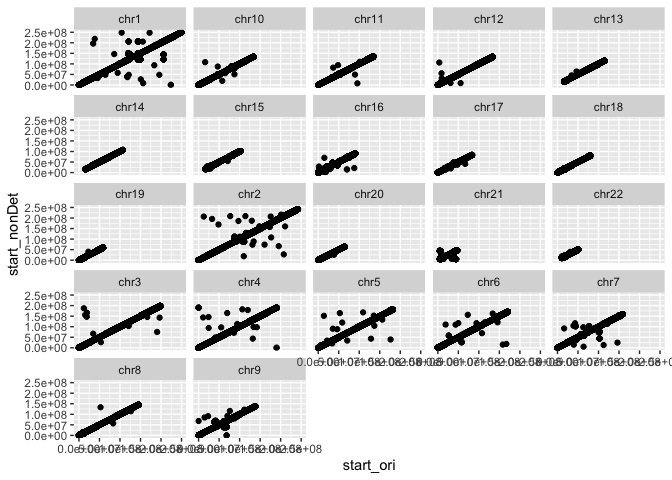 chr1 chr10 chr11 chr12 chr13
2.5e+08
2.0e+08
1.5e+08
1.0e+08
5.0e+07
0.0e+00
chr14 chr15 chr16 chr17 chr18
2.5e+08
2.0e+08
1.5e+08
1.0e+08
5.0e+07
0.0e+00
start_nonDet
chr19 chr2 chr20 chr21 chr22
2.5e+08
2.0e+08
1.5e+08
1.0e+08
5.0e+07
0.0e+00
chr3 chr4 chr5 chr6 chr7
2.5e+08
2.0e+08
1.5e+08
1.0e+08
5.0e+07
0.0e+00
chr8 chr9
2.5e+08
2.0e+08
1.5e+08
1.0e+08
5.0e+07
0.0e+00
start_ori